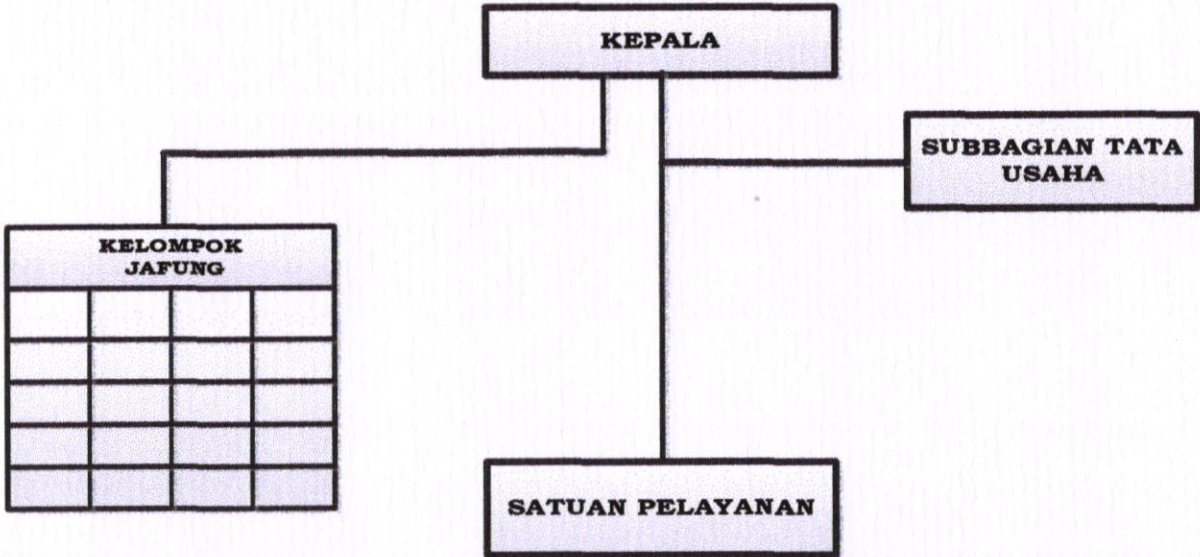 KEPALA
SUBBAGIAN TATA
USAHA
KELOMPOK
JAFUNG
SATUAN PELAYANAN